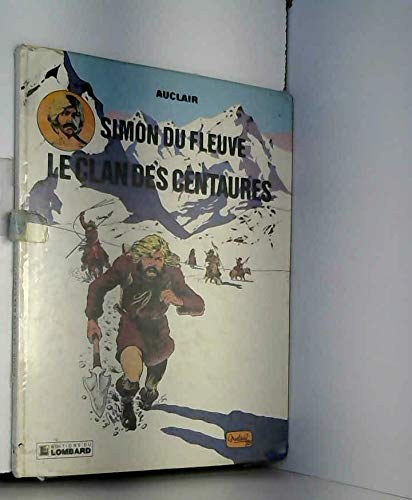 AUCLAIR
SIMON DU FLEUVE
LE CLAN DES CENTAURES
EDITIONS DU
LOMBARD